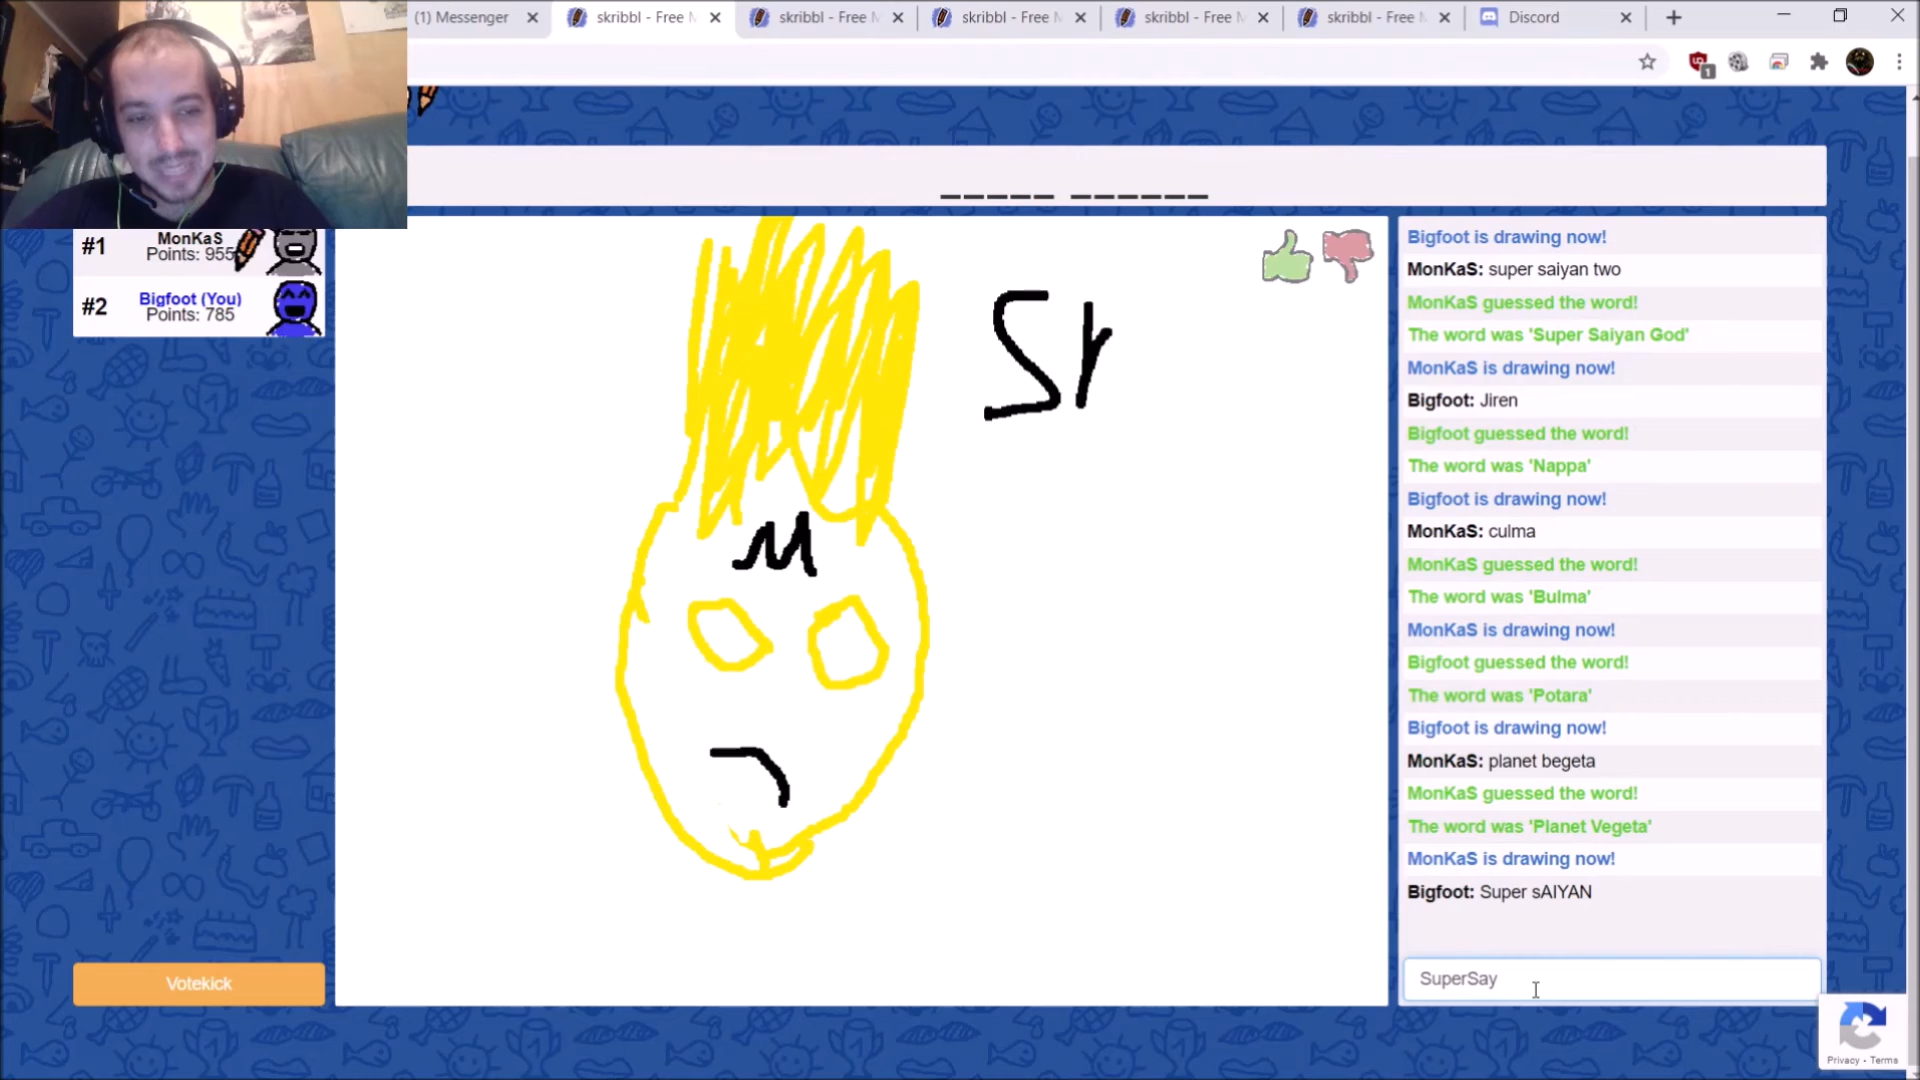 (1) Messenger
skribbl - Free M
skribbl - Free M
skribbl - Free M
skribbl - Free M
skribbl - Free M
Discord
1
_____ ______
#1
MonKaS
Points: 955
#2
Bigfoot (You)
Points: 785
M
Bigfoot is drawing now!
MonKaS: super saiyan two
MonKaS guessed the word!
The word was 'Super Saiyan God'
MonKaS is drawing now!
Bigfoot: Jiren
Bigfoot guessed the word!
The word was 'Nappa'
Bigfoot is drawing now!
MonKaS: culma
MonKaS guessed the word!
The word was 'Bulma'
MonKaS is drawing now!
Bigfoot guessed the word!
The word was 'Potara'
Bigfoot is drawing now!
MonKaS: planet begeta
MonKaS guessed the word!
The word was 'Planet Vegeta'
MonKaS is drawing now!
Bigfoot: Super sAIYAN
SuperSay
Votekick
Privacy - Terms